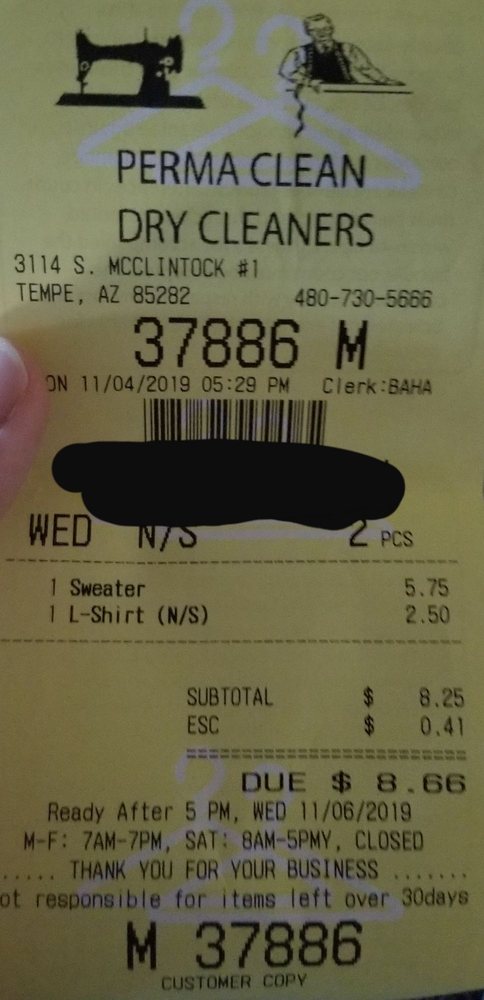 PERMA CLEAN
DRY CLEANERS
3114 S. MCCLINTOCK #1
TEMPE, AZ 85282 480-730-5666
37886 M
ON 11/04/2019 05:29 PM Clerk:BAHA
WED N/S 2 PCS
1 Sweater 5.75
1 L-Shirt (N/S) 2.50
SUBTOTAL $ 8.25
ESC $ 0.41
DUE $ 8.66
Ready After 5 PM, WED 11/06/2019
M-F: 7AM-7PM, SAT: 8AM-5PMY, CLOSED
..... THANK YOU FOR YOUR BUSINESS .......
ot responsible for items left over 30days
M 37886
CUSTOMER COPY